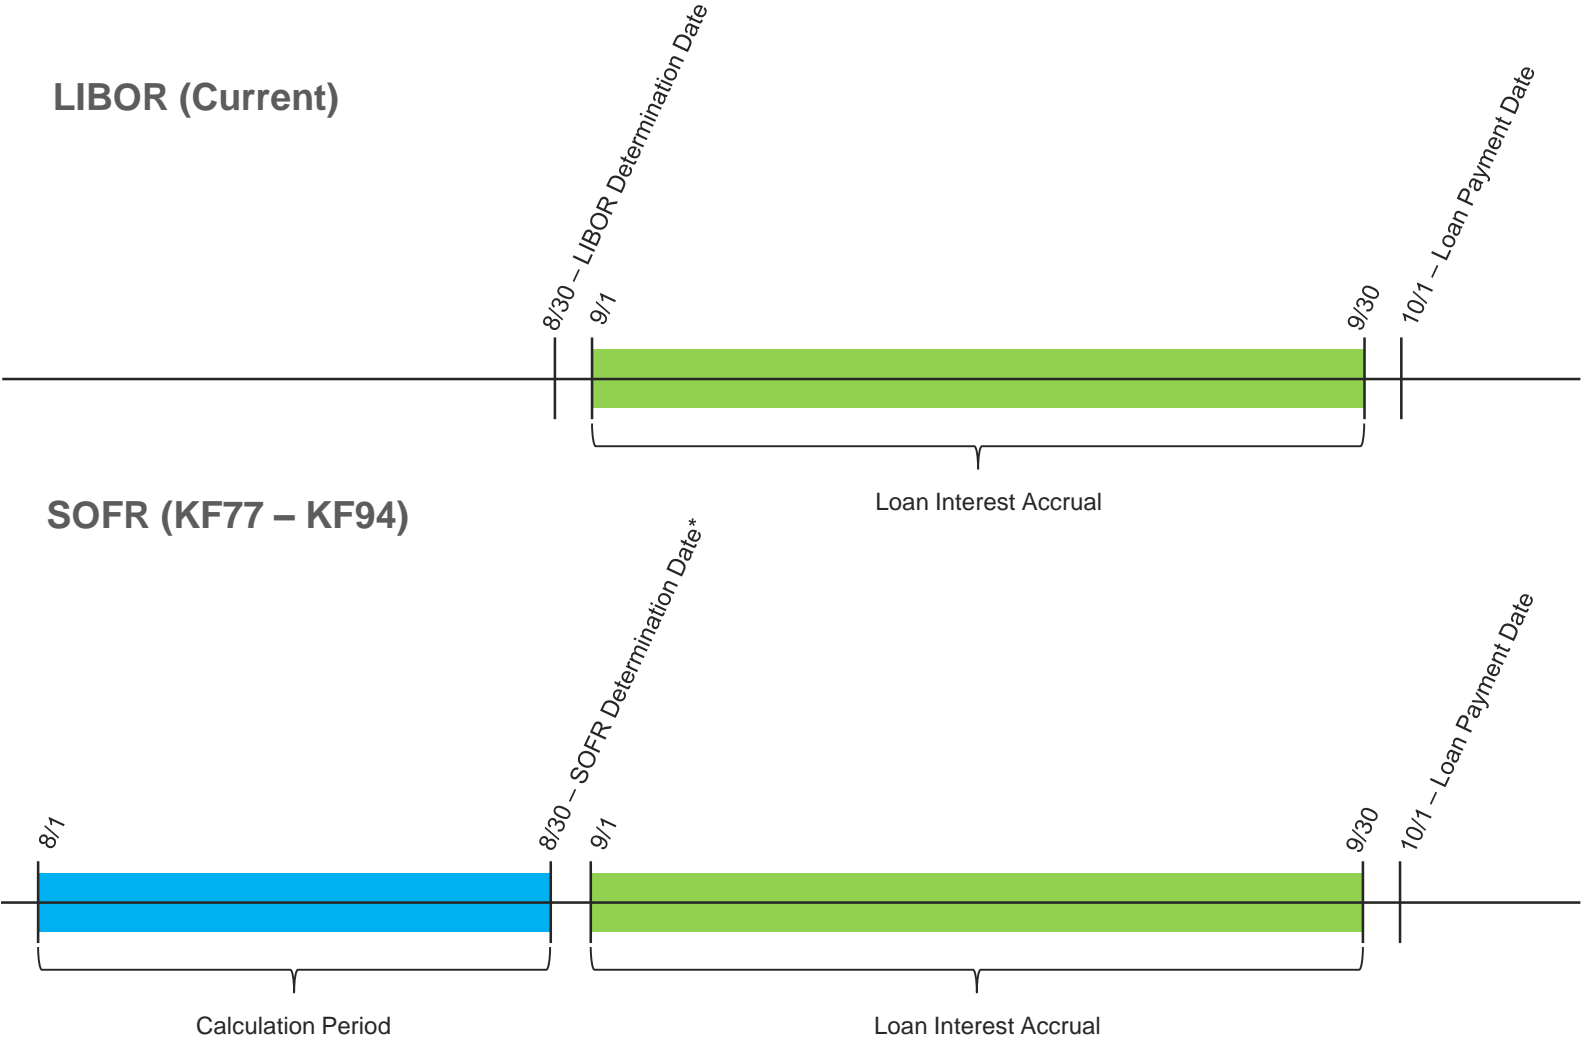 LIBOR (Current)
8/30 – LIBOR Determination Date
9/1
9/30
10/1 – Loan Payment Date
Loan Interest Accrual
SOFR (KF77 – KF94)
8/1
8/30 – SOFR Determination Date*
9/1
9/30
10/1 – Loan Payment Date
Calculation Period
Loan Interest Accrual